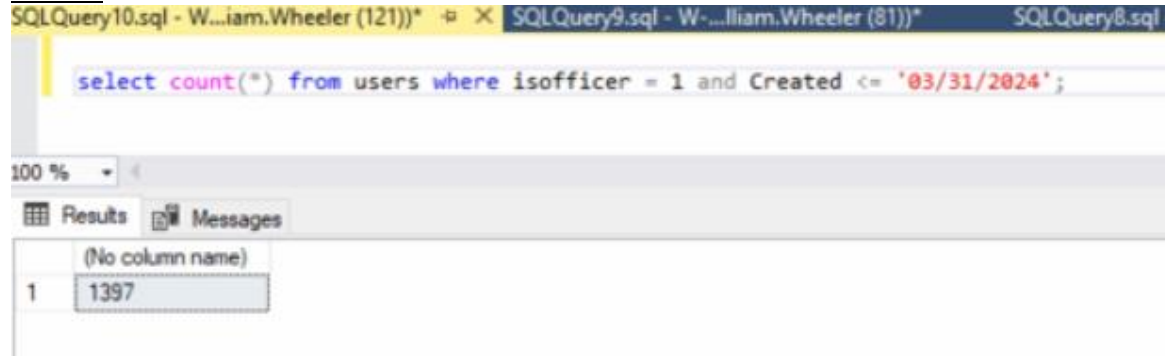 SQLQuery10.sql - W...iam.Wheeler (121))* SQLQuery9.sql - W-...lliam.Wheeler (81))* SQLQuery8.sql
select count(*) from users where isofficer = 1 and Created <= '03/31/2024';
100 %
Results Messages
(No column name)
1 1397